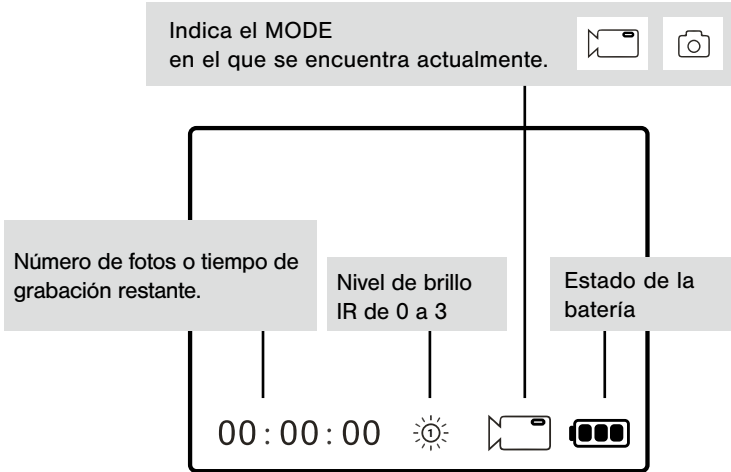 Indica el MODE
en el que se encuentra actualmente.
Número de fotos o tiempo de
grabación restante.
Nivel de brillo
IR de 0 a 3
Estado de la
batería
00:00:00 1